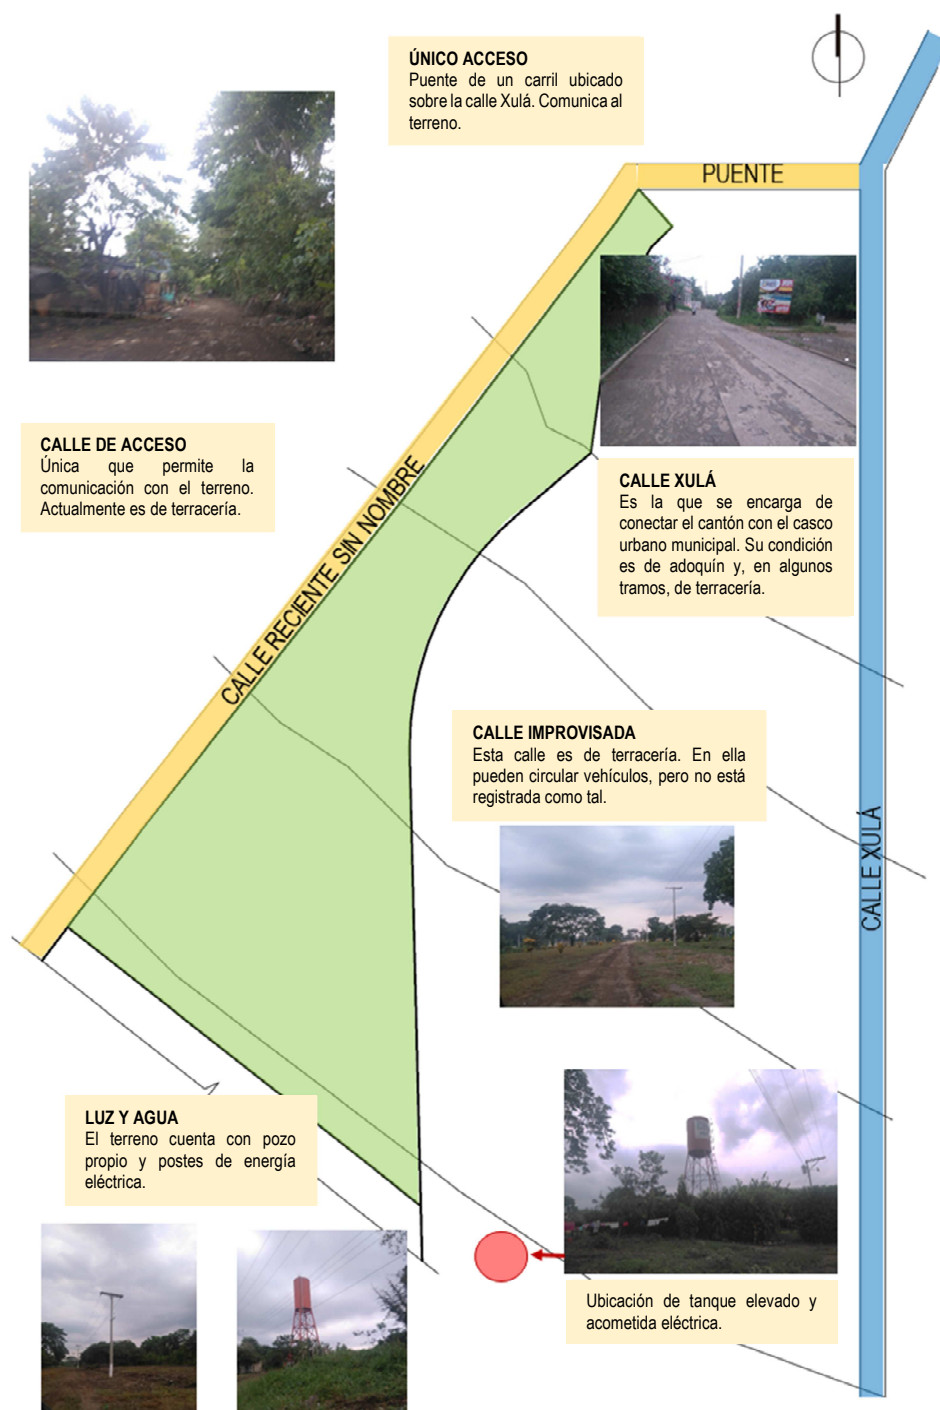 ÚNICO ACCESO
Puente de un carril ubicado
sobre la calle Xulá. Comunica al
terreno.
PUENTE
CALLE DE ACCESO
Única que permite la
comunicación con el terreno.
Actualmente es de terracería.
CALLE RECIENTE SIN NOMBRE
CALLE XULÁ
Es la que se encarga de
conectar el cantón con el casco
urbano municipal. Su condición
es de adoquín y, en algunos
tramos, de terracería.
CALLE IMPROVISADA
Esta calle es de terracería. En ella
pueden circular vehículos, pero no está
registrada como tal.
CALLE XULÁ
LUZ Y AGUA
El terreno cuenta con pozo
propio y postes de energía
eléctrica.
Ubicación de tanque elevado y
acometida eléctrica.